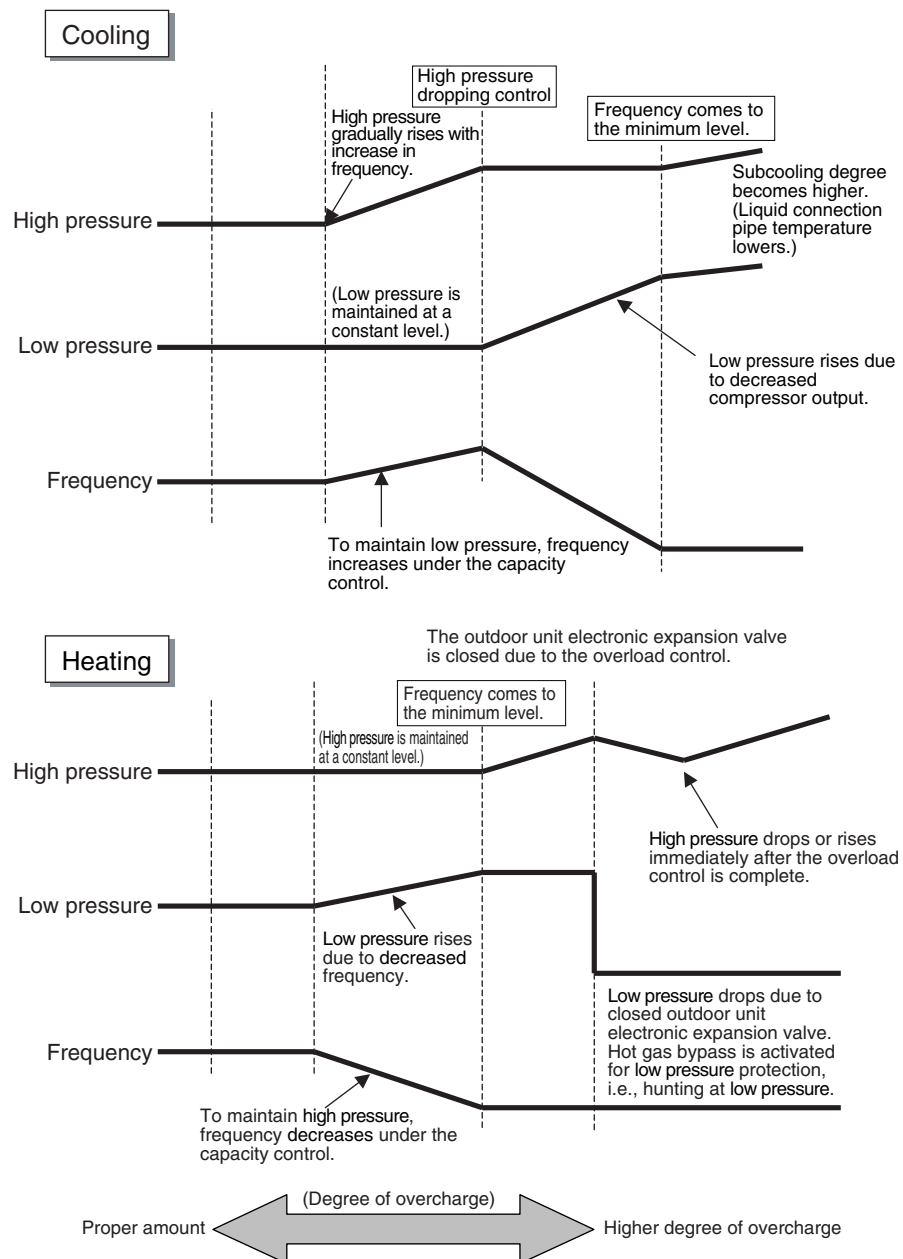 Cooling
High pressure
dropping control
Frequency comes to
the minimum level.
High pressure
gradually rises with
increase in
frequency.
Subcooling degree
becomes higher.
(Liquid connection
pipe temperature
lowers.)
High pressure
(Low pressure is
maintained at a
constant level.)
Low pressure
Low pressure rises due
to decreased
compressor output.
Frequency
To maintain low pressure, frequency
increases under the capacity
control.
Heating
The outdoor unit electronic expansion valve
is closed due to the overload control.
Frequency comes to
the minimum level.
(High pressure is maintained
at a constant level.)
High pressure
High pressure drops or rises
immediately after the overload
control is complete.
Low pressure
Low pressure rises
due to decreased
frequency.
Low pressure drops due to
closed outdoor unit
electronic expansion valve.
Hot gas bypass is activated
for low pressure protection,
i.e., hunting at low pressure.
Frequency
To maintain high pressure,
frequency decreases under the
capacity control.
(Degree of overcharge)
Proper amount
Higher degree of overcharge